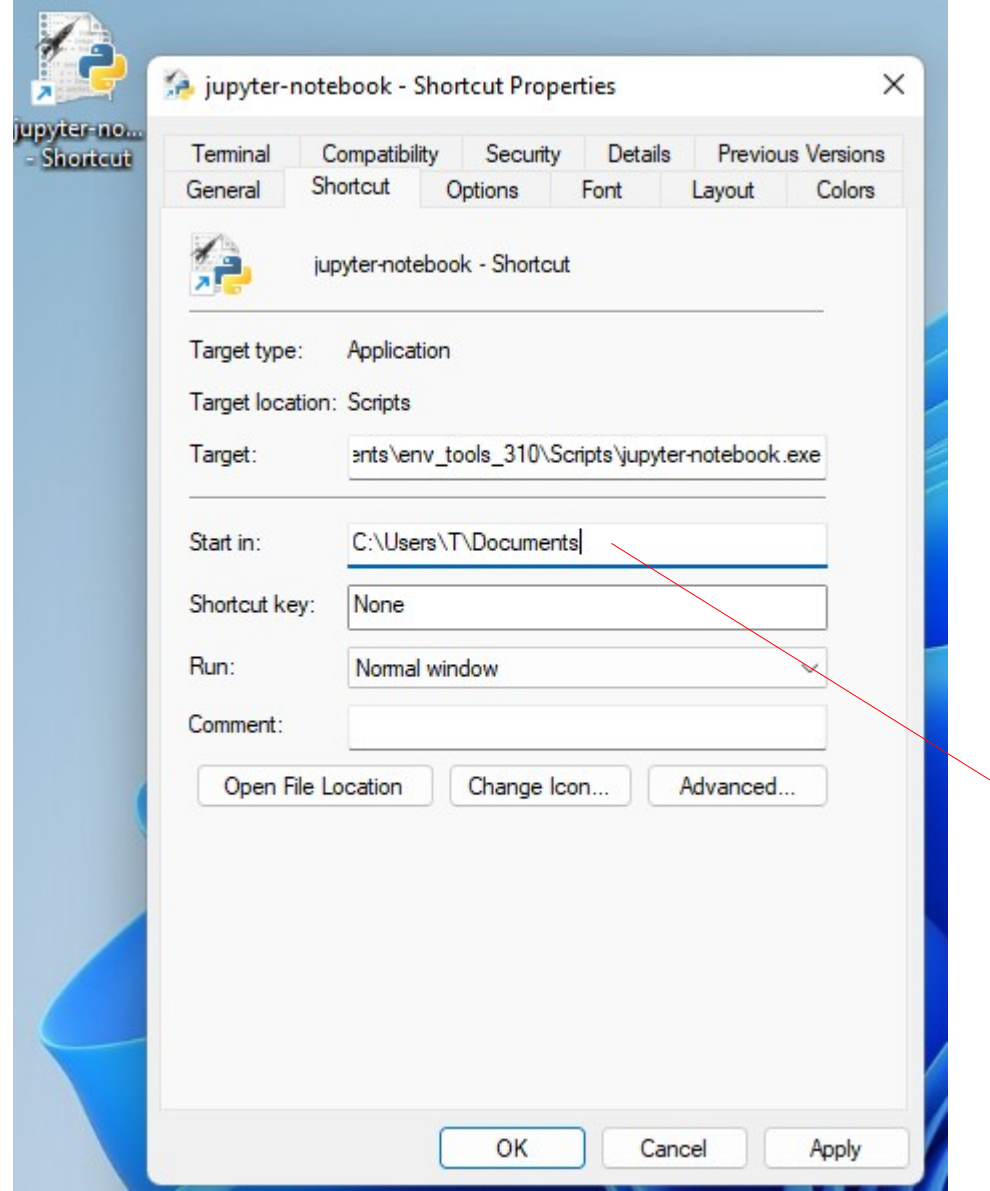 jupyter-no...
- Shortcut
jupyter-notebook - Shortcut Properties
Terminal Compatibility Security Details Previous Versions
General Shortcut Options Font Layout Colors
jupyter-notebook - Shortcut
Target type: Application
Target location: Scripts
Target: ents\env_tools_310\Scripts\jupyter-notebook.exe
Start in: C:\Users\T\Documents
Shortcut key: None
Run: Normal window
Comment:
Open File Location Change Icon... Advanced...
OK Cancel Apply